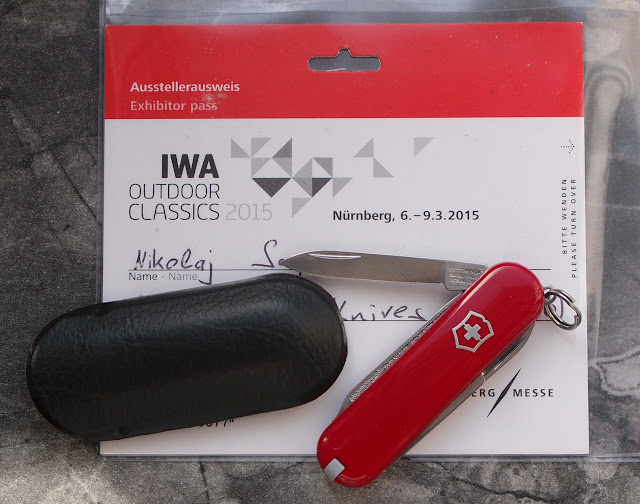 Ausstellerausweis
Exhibitor pass
IWA
OUTDOOR
CLASSICS 2015
Nürnberg, 6.–9.3.2015
BITTE WENDEN
PLEASE TURN OVER
Nikolaj
Name · Name
Knives
BERG MESSE